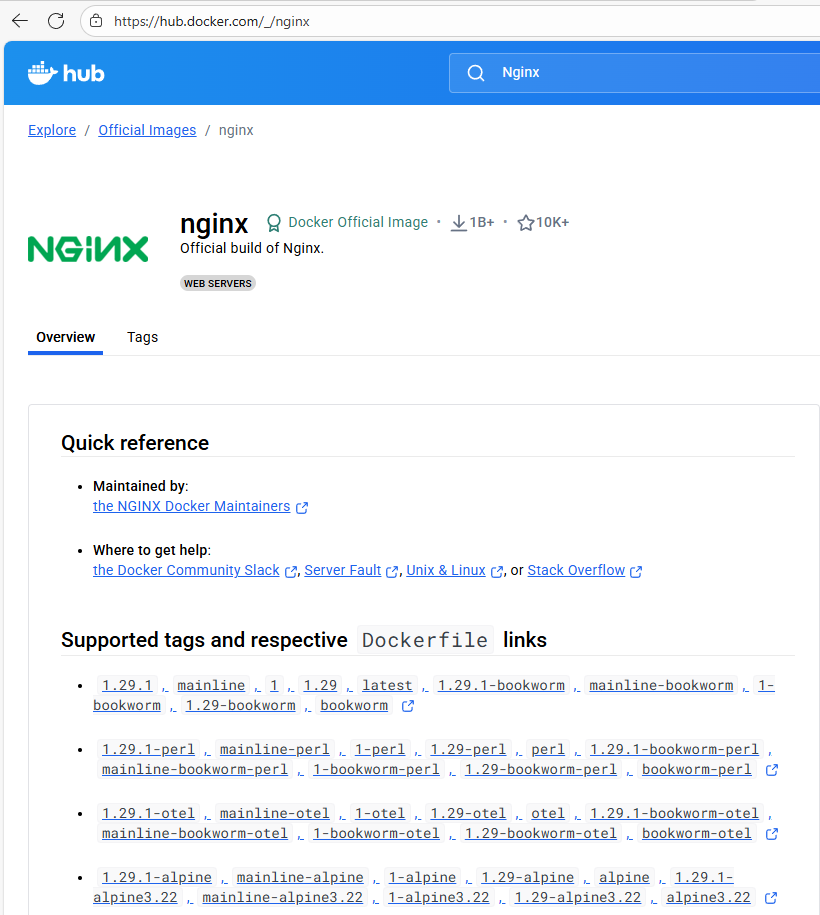 https://hub.docker.com/_/nginx
hub
Nginx
Explore / Official Images / nginx
NGINX
nginx Docker Official Image • 1B+ • 10K+
Official build of Nginx.
WEB SERVERS
Overview Tags
Quick reference
• Maintained by:
the NGINX Docker Maintainers
• Where to get help:
the Docker Community Slack, Server Fault, Unix & Linux, or Stack Overflow
Supported tags and respective Dockerfile links
• 1.29.1, mainline, 1, 1.29, latest, 1.29.1-bookworm, mainline-bookworm, 1-
bookworm, 1.29-bookworm, bookworm
• 1.29.1-perl, mainline-perl, 1-perl, 1.29-perl, perl, 1.29.1-bookworm-perl,
mainline-bookworm-perl, 1-bookworm-perl, 1.29-bookworm-perl, bookworm-perl
• 1.29.1-otel, mainline-otel, 1-otel, 1.29-otel, otel, 1.29.1-bookworm-otel,
mainline-bookworm-otel, 1-bookworm-otel, 1.29-bookworm-otel, bookworm-otel
• 1.29.1-alpine, mainline-alpine, 1-alpine, 1.29-alpine, alpine, 1.29.1-
alpine3.22, mainline-alpine3.22, 1-alpine3.22, 1.29-alpine3.22, alpine3.22